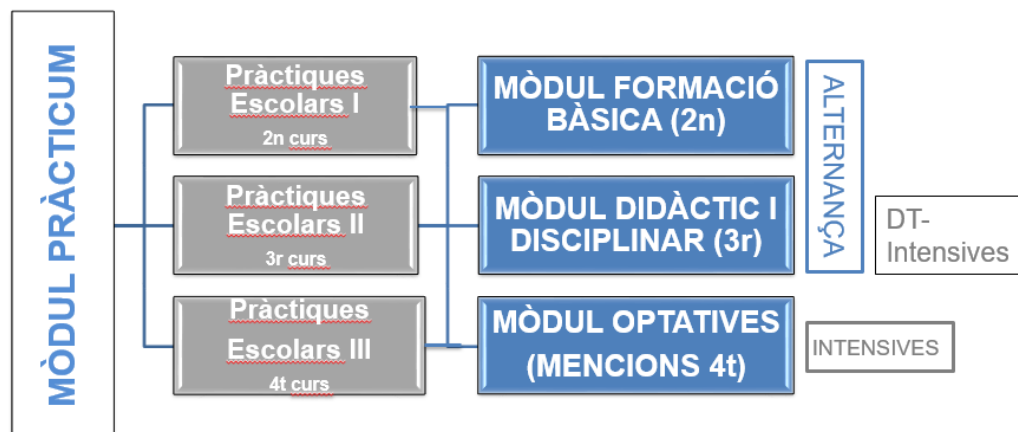 MÒDUL PRÀCTICUM
Pràctiques
Escolars I
2n curs
MÒDUL FORMACIÓ
BÀSICA (2n)
ALTERNANÇA
Pràctiques
Escolars II
3r curs
MÒDUL DIDÀCTIC I
DISCIPLINAR (3r)
DT-
Intensives
Pràctiques
Escolars III
4t curs
MÒDUL OPTATIVES
(MENCIONS 4t)
INTENSIVES